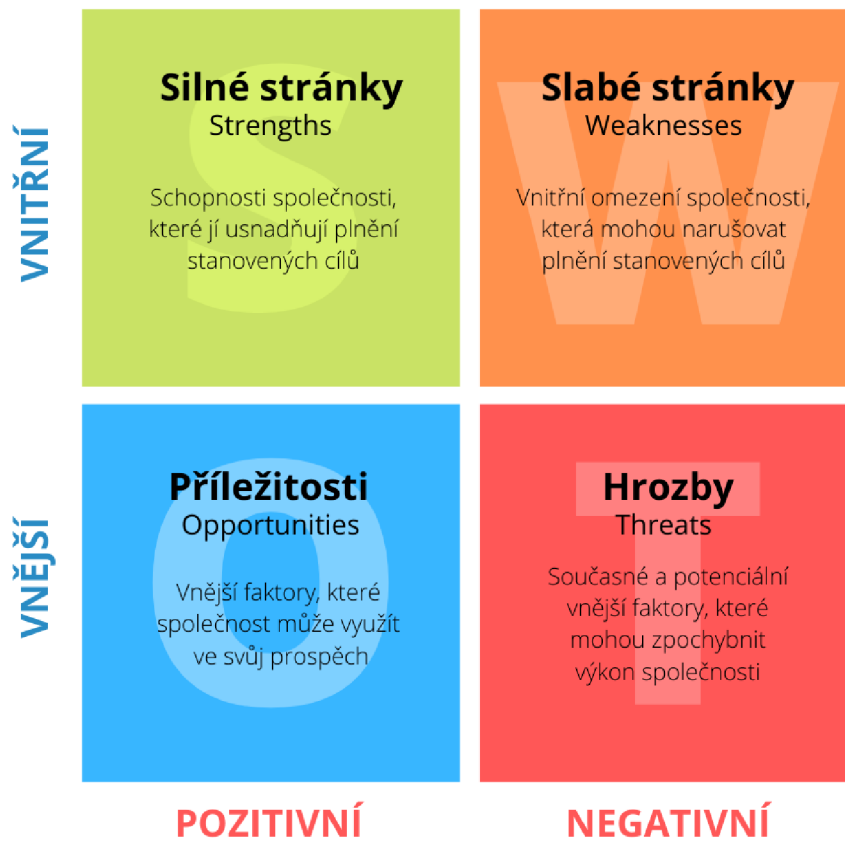 VNITŘNÍ
Silné stránky
Strengths
Schopnosti společnosti,
které jí usnadňují plnění
stanovených cílů
S
Slabé stránky
Weaknesses
Vnitřní omezení společnosti,
která mohou narušovat
plnění stanovených cílů
W
VNĚJŠÍ
Příležitosti
Opportunities
Vnější faktory, které
společnost může využít
ve svůj prospěch
O
Hrozby
Threats
Současné a potenciální
vnější faktory, které
mohou zpochybnit
výkon společnosti
T
POZITIVNÍ
NEGATIVNÍ